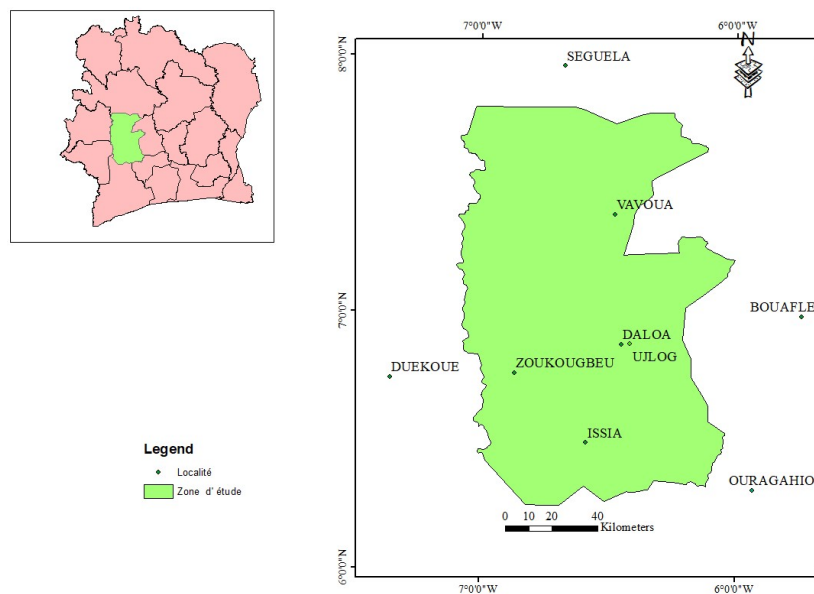 7°0'0"W
6°0'0"W
N
8°0'0"N
SEGUELA
VAVOUA
7°0'0"N
BOUAFLE
DALOA
UJLOG
DUEKOUE
ZOUKOUGBEU
ISSIA
Legend
Localité
Zone d' étude
OURAGAHIO
0 10 20 40
Kilometers
6°0'0"N
7°0'0"W
6°0'0"W